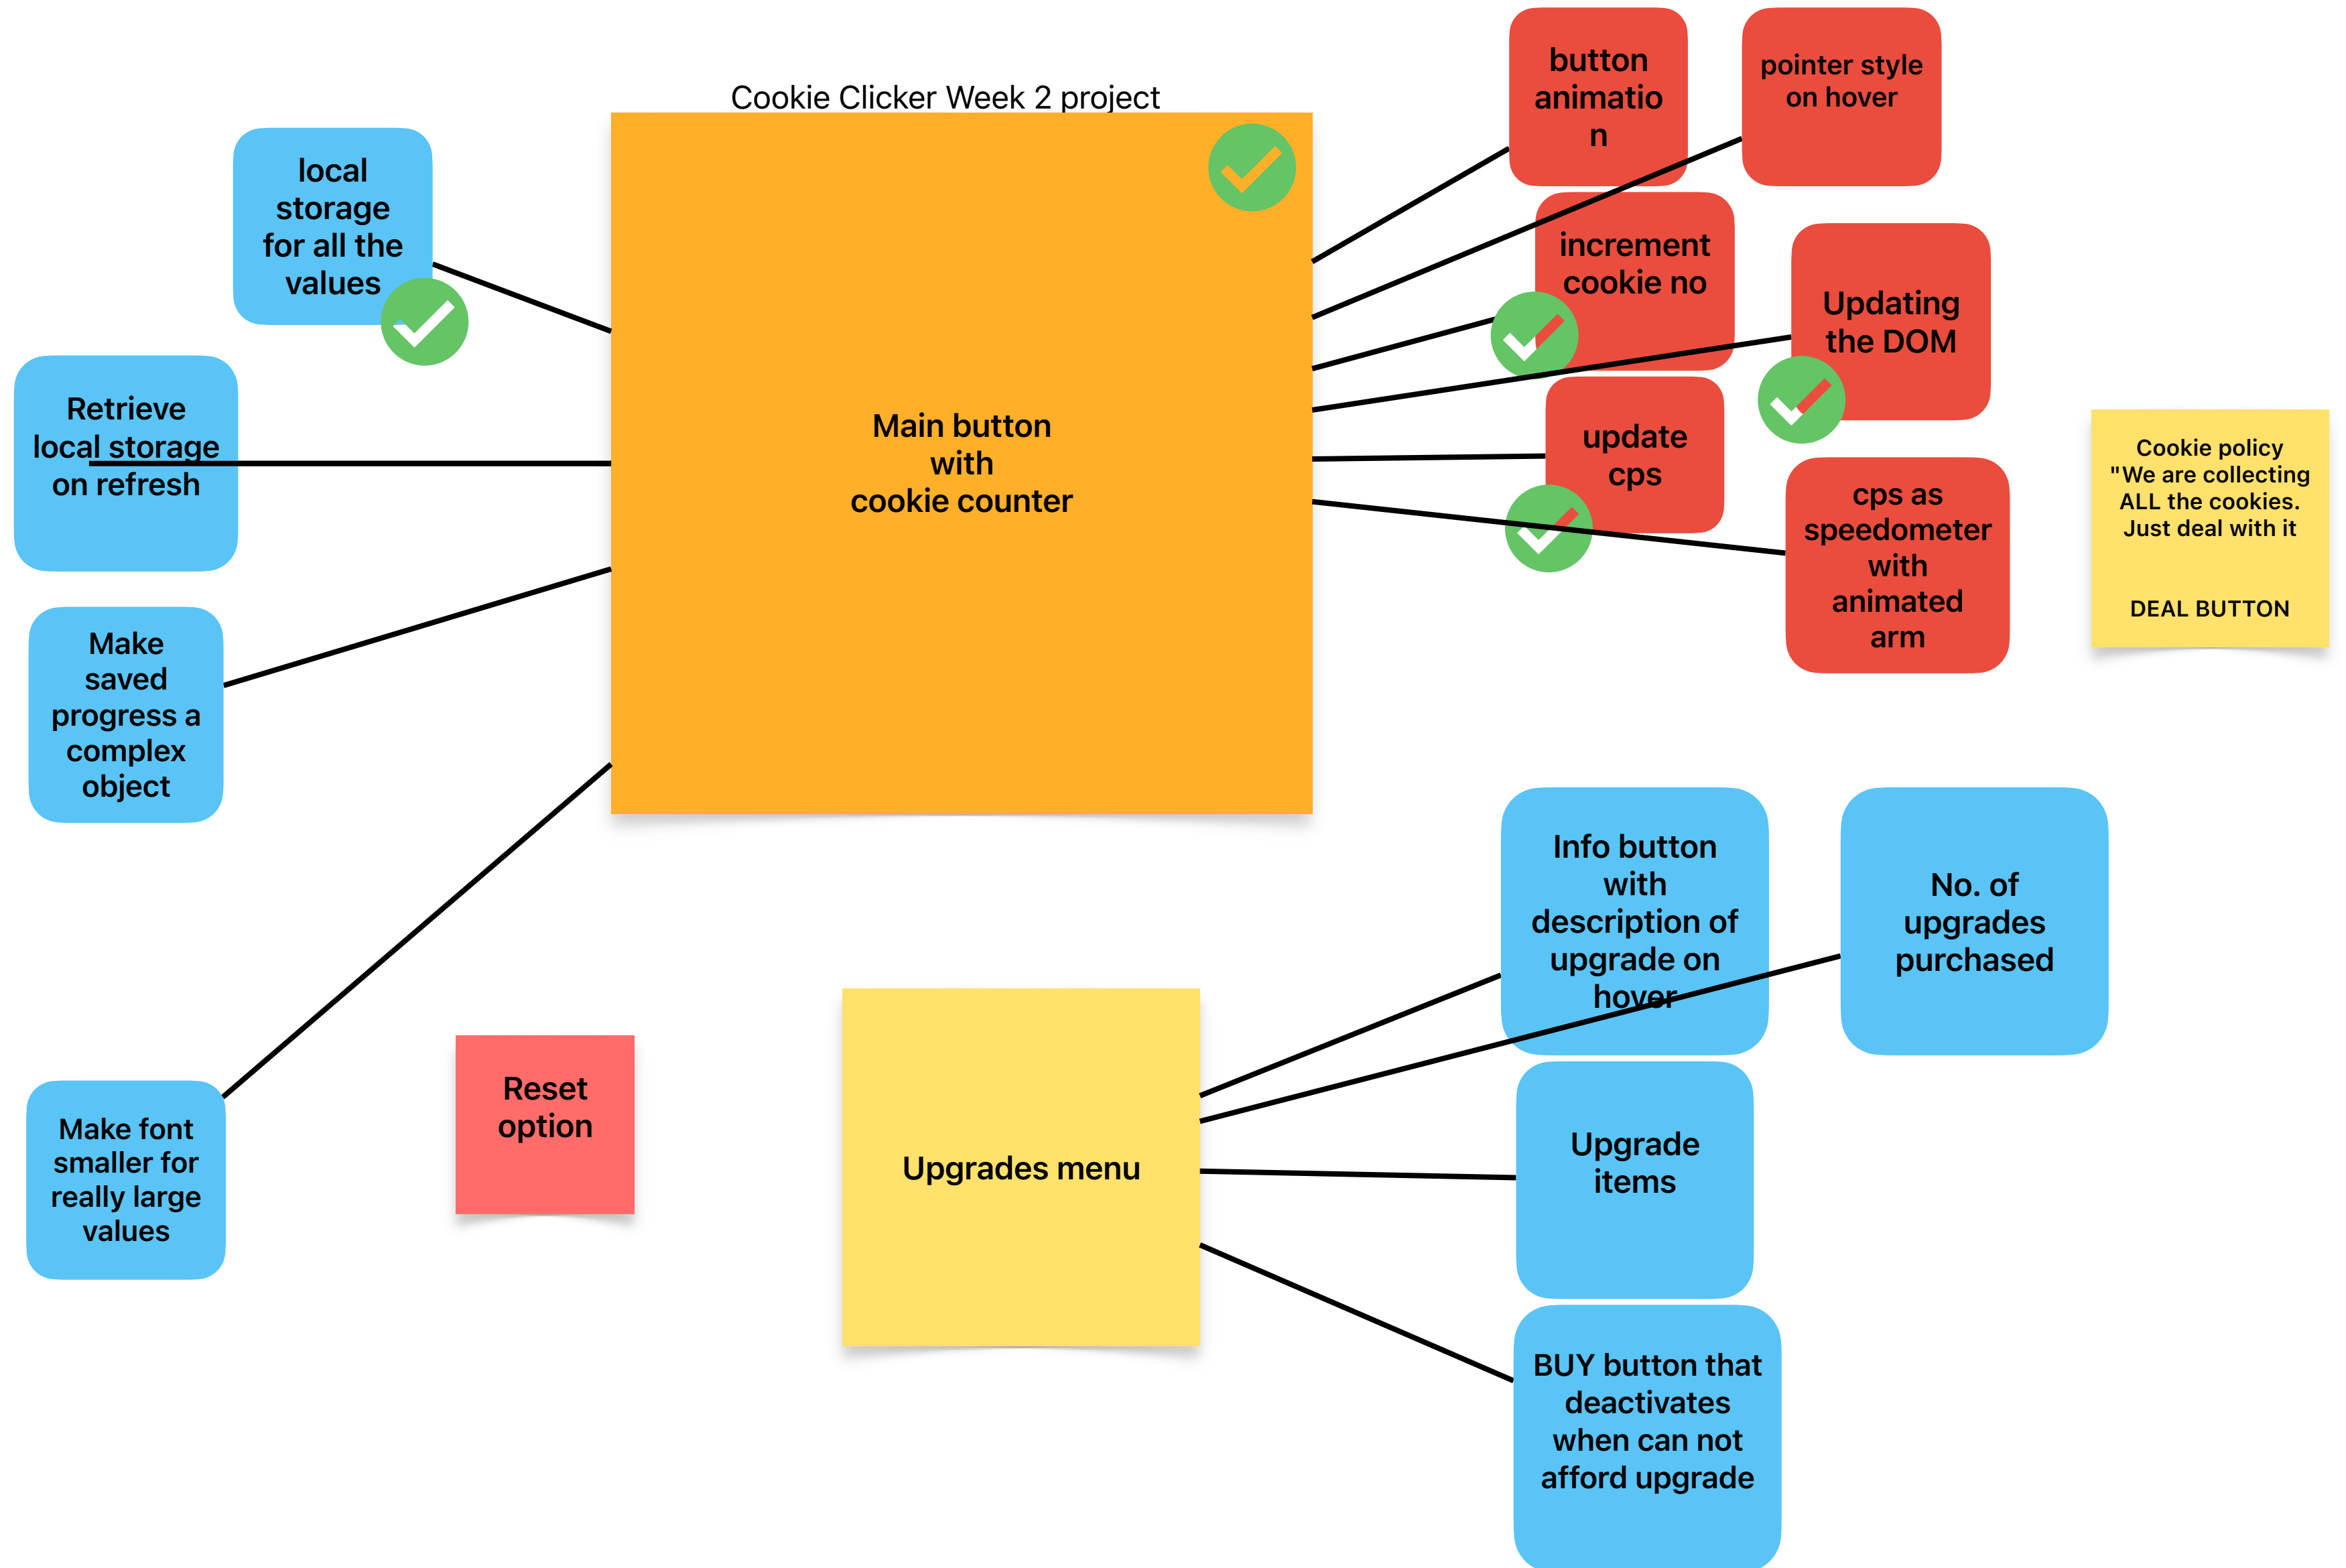 Cookie Clicker Week 2 project
button
animatio
n
pointer style
on hover
local
storage
for all the
values
increment
cookie no
Updating
the DOM
Retrieve
local storage
on refresh
Main button
with
cookie counter
update
cps
cps as
speedometer
with
animated
arm
Cookie policy
"We are collecting
ALL the cookies.
Just deal with it
DEAL BUTTON
Make
saved
progress a
complex
object
Info button
with
description of
upgrade on
hover
No. of
upgrades
purchased
Make font
smaller for
really large
values
Reset
option
Upgrades menu
Upgrade
items
BUY button that
deactivates
when can not
afford upgrade